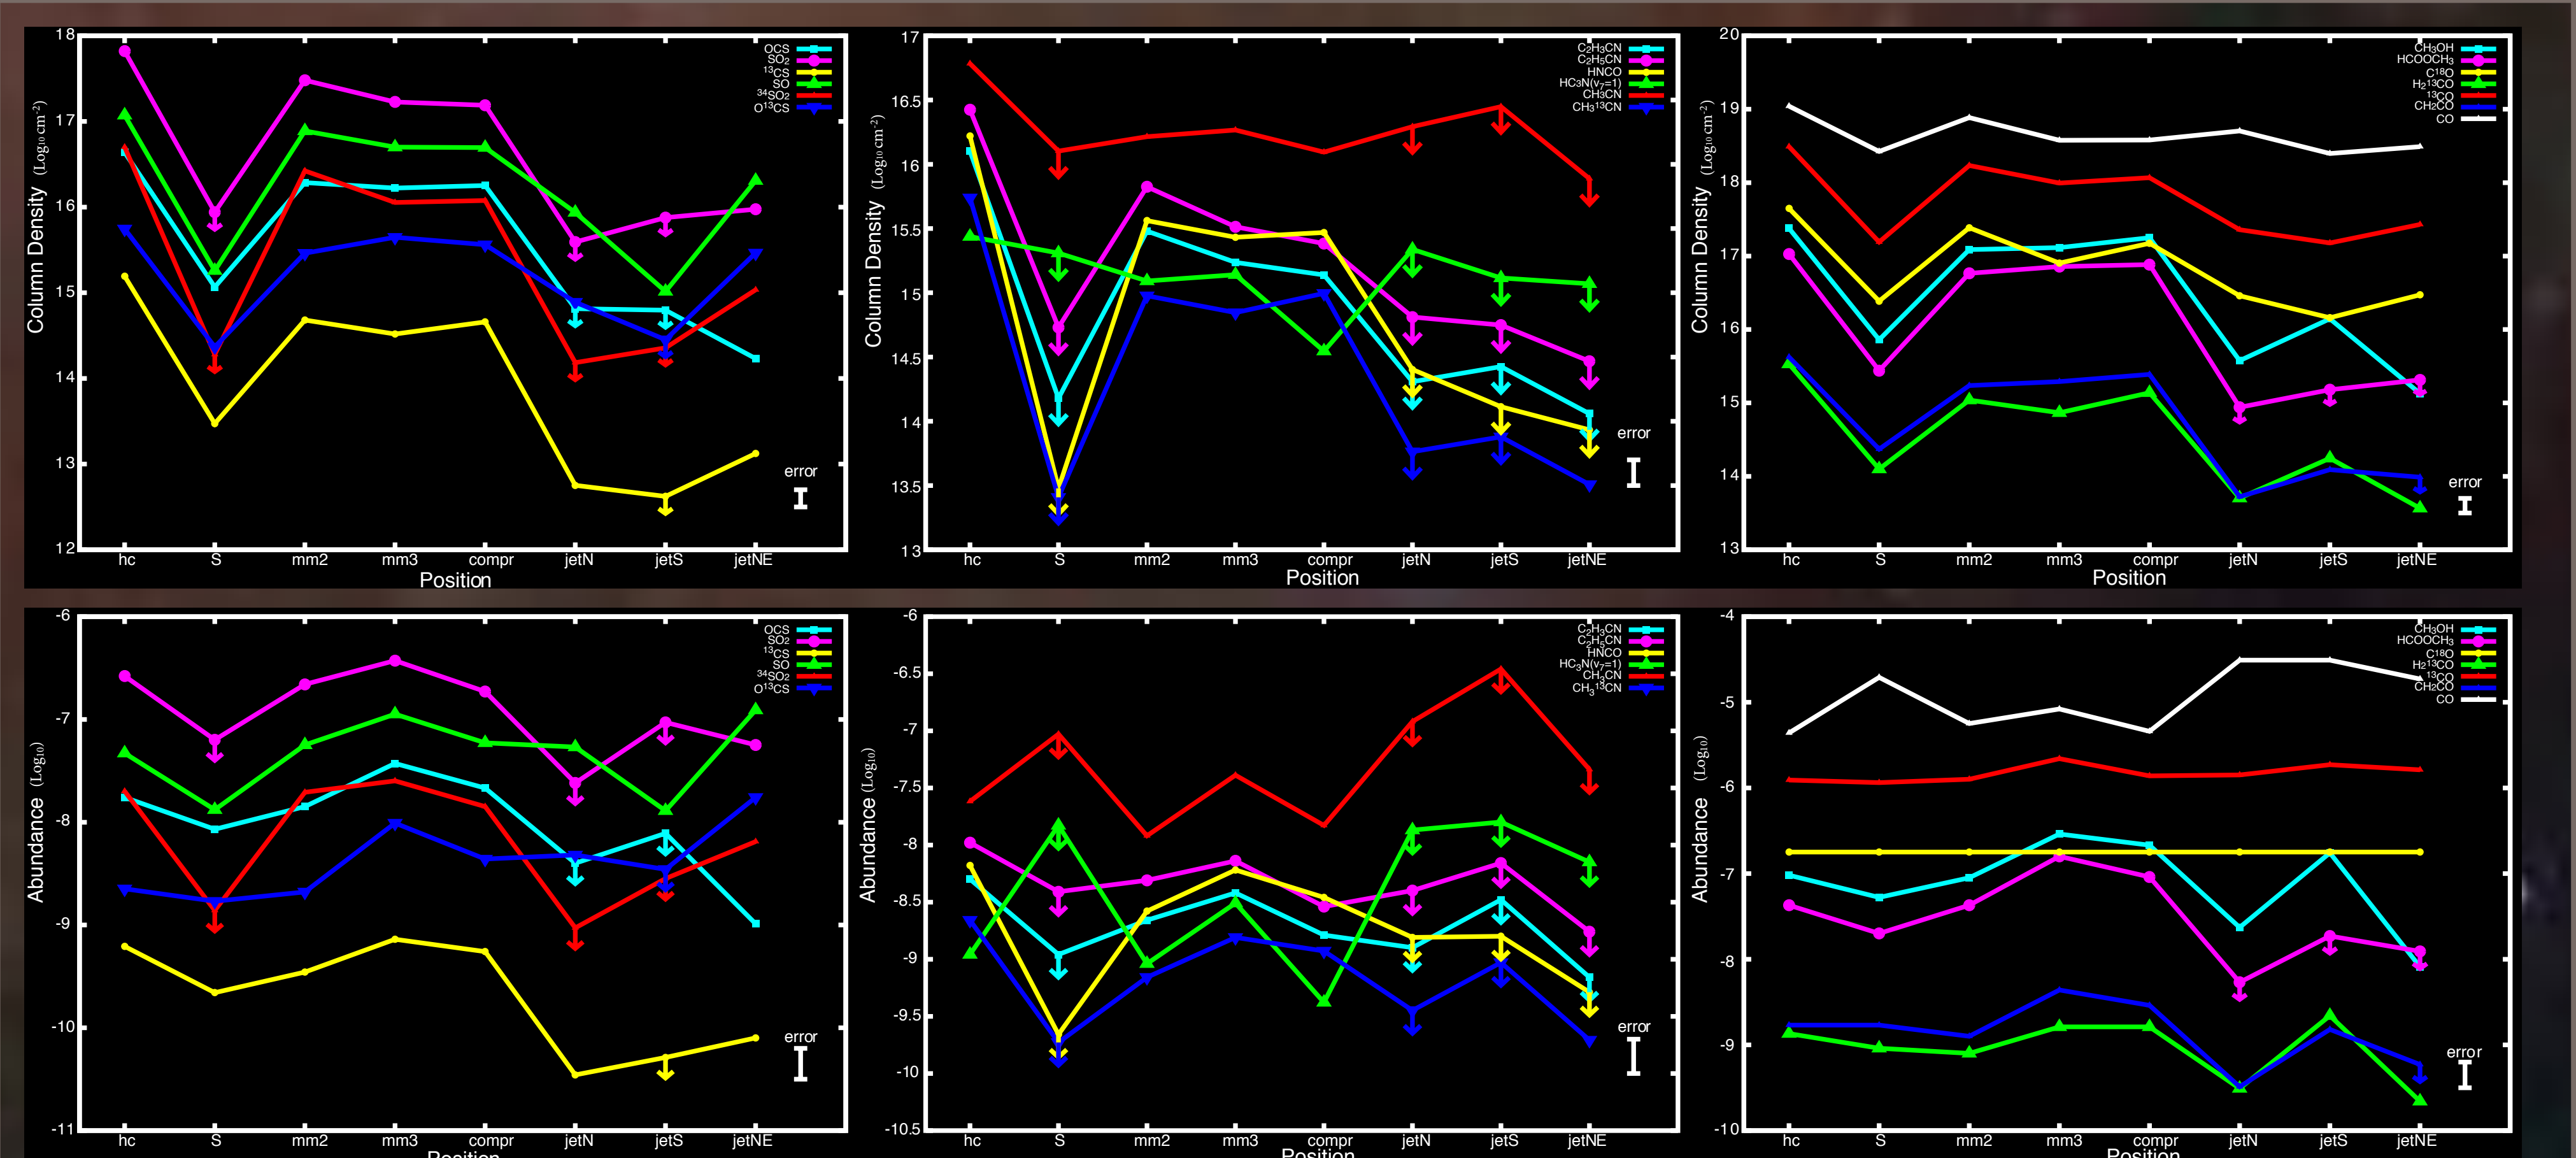 18
17
16
15
14
13
12
Column Density (Log₁₀ cm⁻²)
OCS
SO₂
¹³CS
SO
³⁴SO₂
O¹³CS
error
hc S mm2 mm3 compr jetN jetS jetNE
Position
17
16.5
16
15.5
15
14.5
14
13.5
13
Column Density (Log₁₀ cm⁻²)
C₂H₃CN
C₂H₅CN
HNCO
HC₃N(v₇=1)
CH₃CN
CH₃¹³CN
error
hc S mm2 mm3 compr jetN jetS jetNE
Position
20
19
18
17
16
15
14
13
Column Density (Log₁₀ cm⁻²)
CH₃OH
HCOOCH₃
C¹⁸O
H₂¹³CO
¹³CO
CH₂CO
CO
error
hc S mm2 mm3 compr jetN jetS jetNE
Position
-6
-7
-8
-9
-10
-11
Abundance (Log₁₀)
OCS
SO₂
¹³CS
SO
³⁴SO₂
O¹³CS
error
hc S mm2 mm3 compr jetN jetS jetNE
Position
-6
-6.5
-7
-7.5
-8
-8.5
-9
-9.5
-10
-10.5
Abundance (Log₁₀)
C₂H₃CN
C₂H₅CN
HNCO
HC₃N(v₇=1)
CH₃CN
CH₃¹³CN
error
hc S mm2 mm3 compr jetN jetS jetNE
Position
-4
-5
-6
-7
-8
-9
-10
Abundance (Log₁₀)
CH₃OH
HCOOCH₃
C¹⁸O
H₂¹³CO
¹³CO
CH₂CO
CO
error
hc S mm2 mm3 compr jetN jetS jetNE
Position